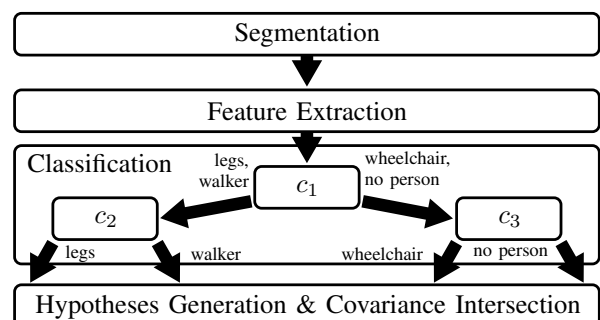 Segmentation
Feature Extraction
Classification
legs,
walker
c1
wheelchair,
no person
c2
c3
legs
walker
wheelchair
no person
Hypotheses Generation & Covariance Intersection